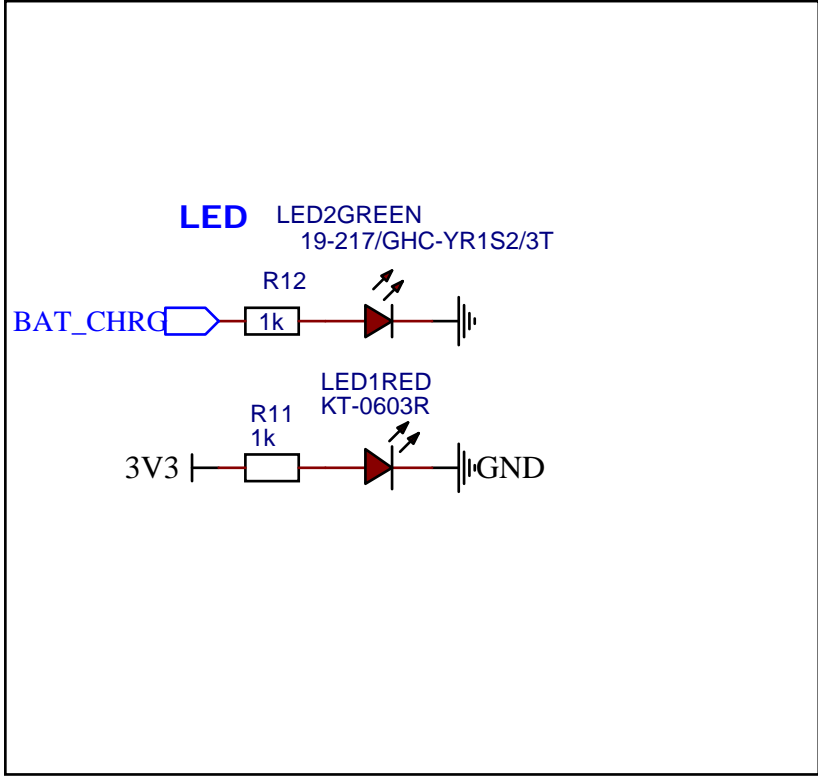 LED
LED2GREEN
19-217/GHC-YR1S2/3T
R12
BAT_CHRG
1k
LED1RED
KT-0603R
R11
1k
3V3
GND